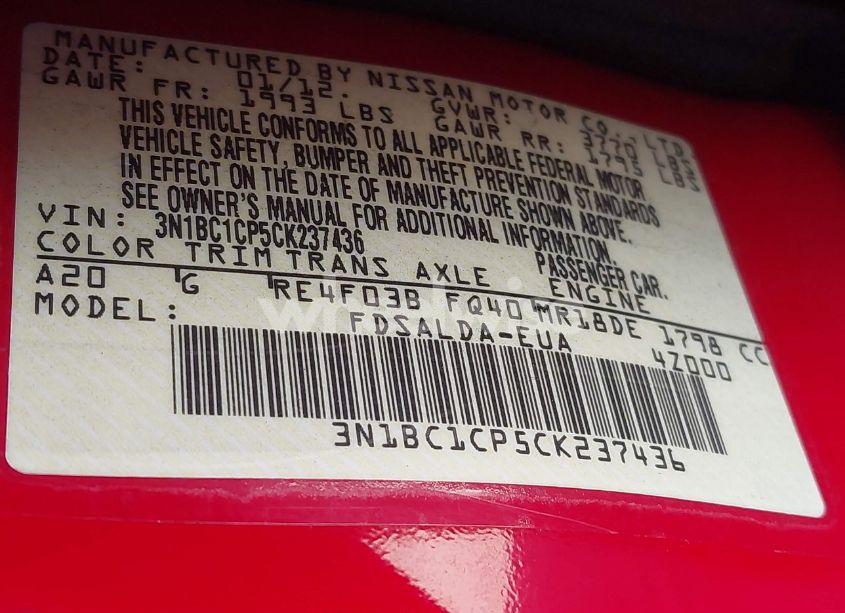 MANUFACTURED BY NISSAN MOTOR CO., LTD.
DATE: 01/12. GVWR: 3770 LBS
GAWR FR: 1993 LBS GAWR RR: 1795 LBS
THIS VEHICLE CONFORMS TO ALL APPLICABLE FEDERAL MOTOR
VEHICLE SAFETY, BUMPER AND THEFT PREVENTION STANDARDS
IN EFFECT ON THE DATE OF MANUFACTURE SHOWN ABOVE.
SEE OWNER'S MANUAL FOR ADDITIONAL INFORMATION.
VIN: 3N1BC1CP5CK237436 PASSENGER CAR.
COLOR TRIM TRANS AXLE ENGINE
A20 G RE4F03B FQ40 MR18DE 1798 CC
MODEL: FDSALDA-EUA 4Z000
3N1BC1CP5CK237436